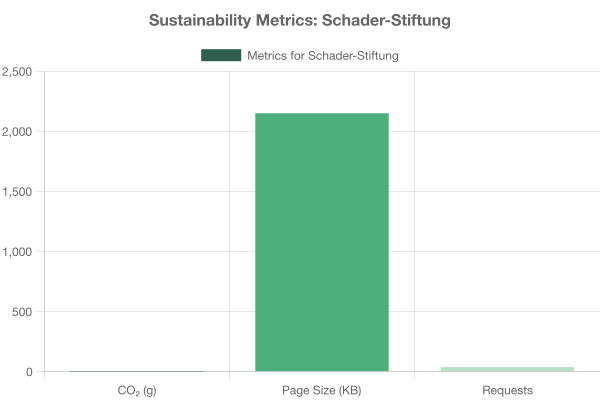 Sustainability Metrics: Schader-Stiftung
Metrics for Schader-Stiftung
2,500
2,000
1,500
1,000
500
0
CO₂ (g)
Page Size (KB)
Requests